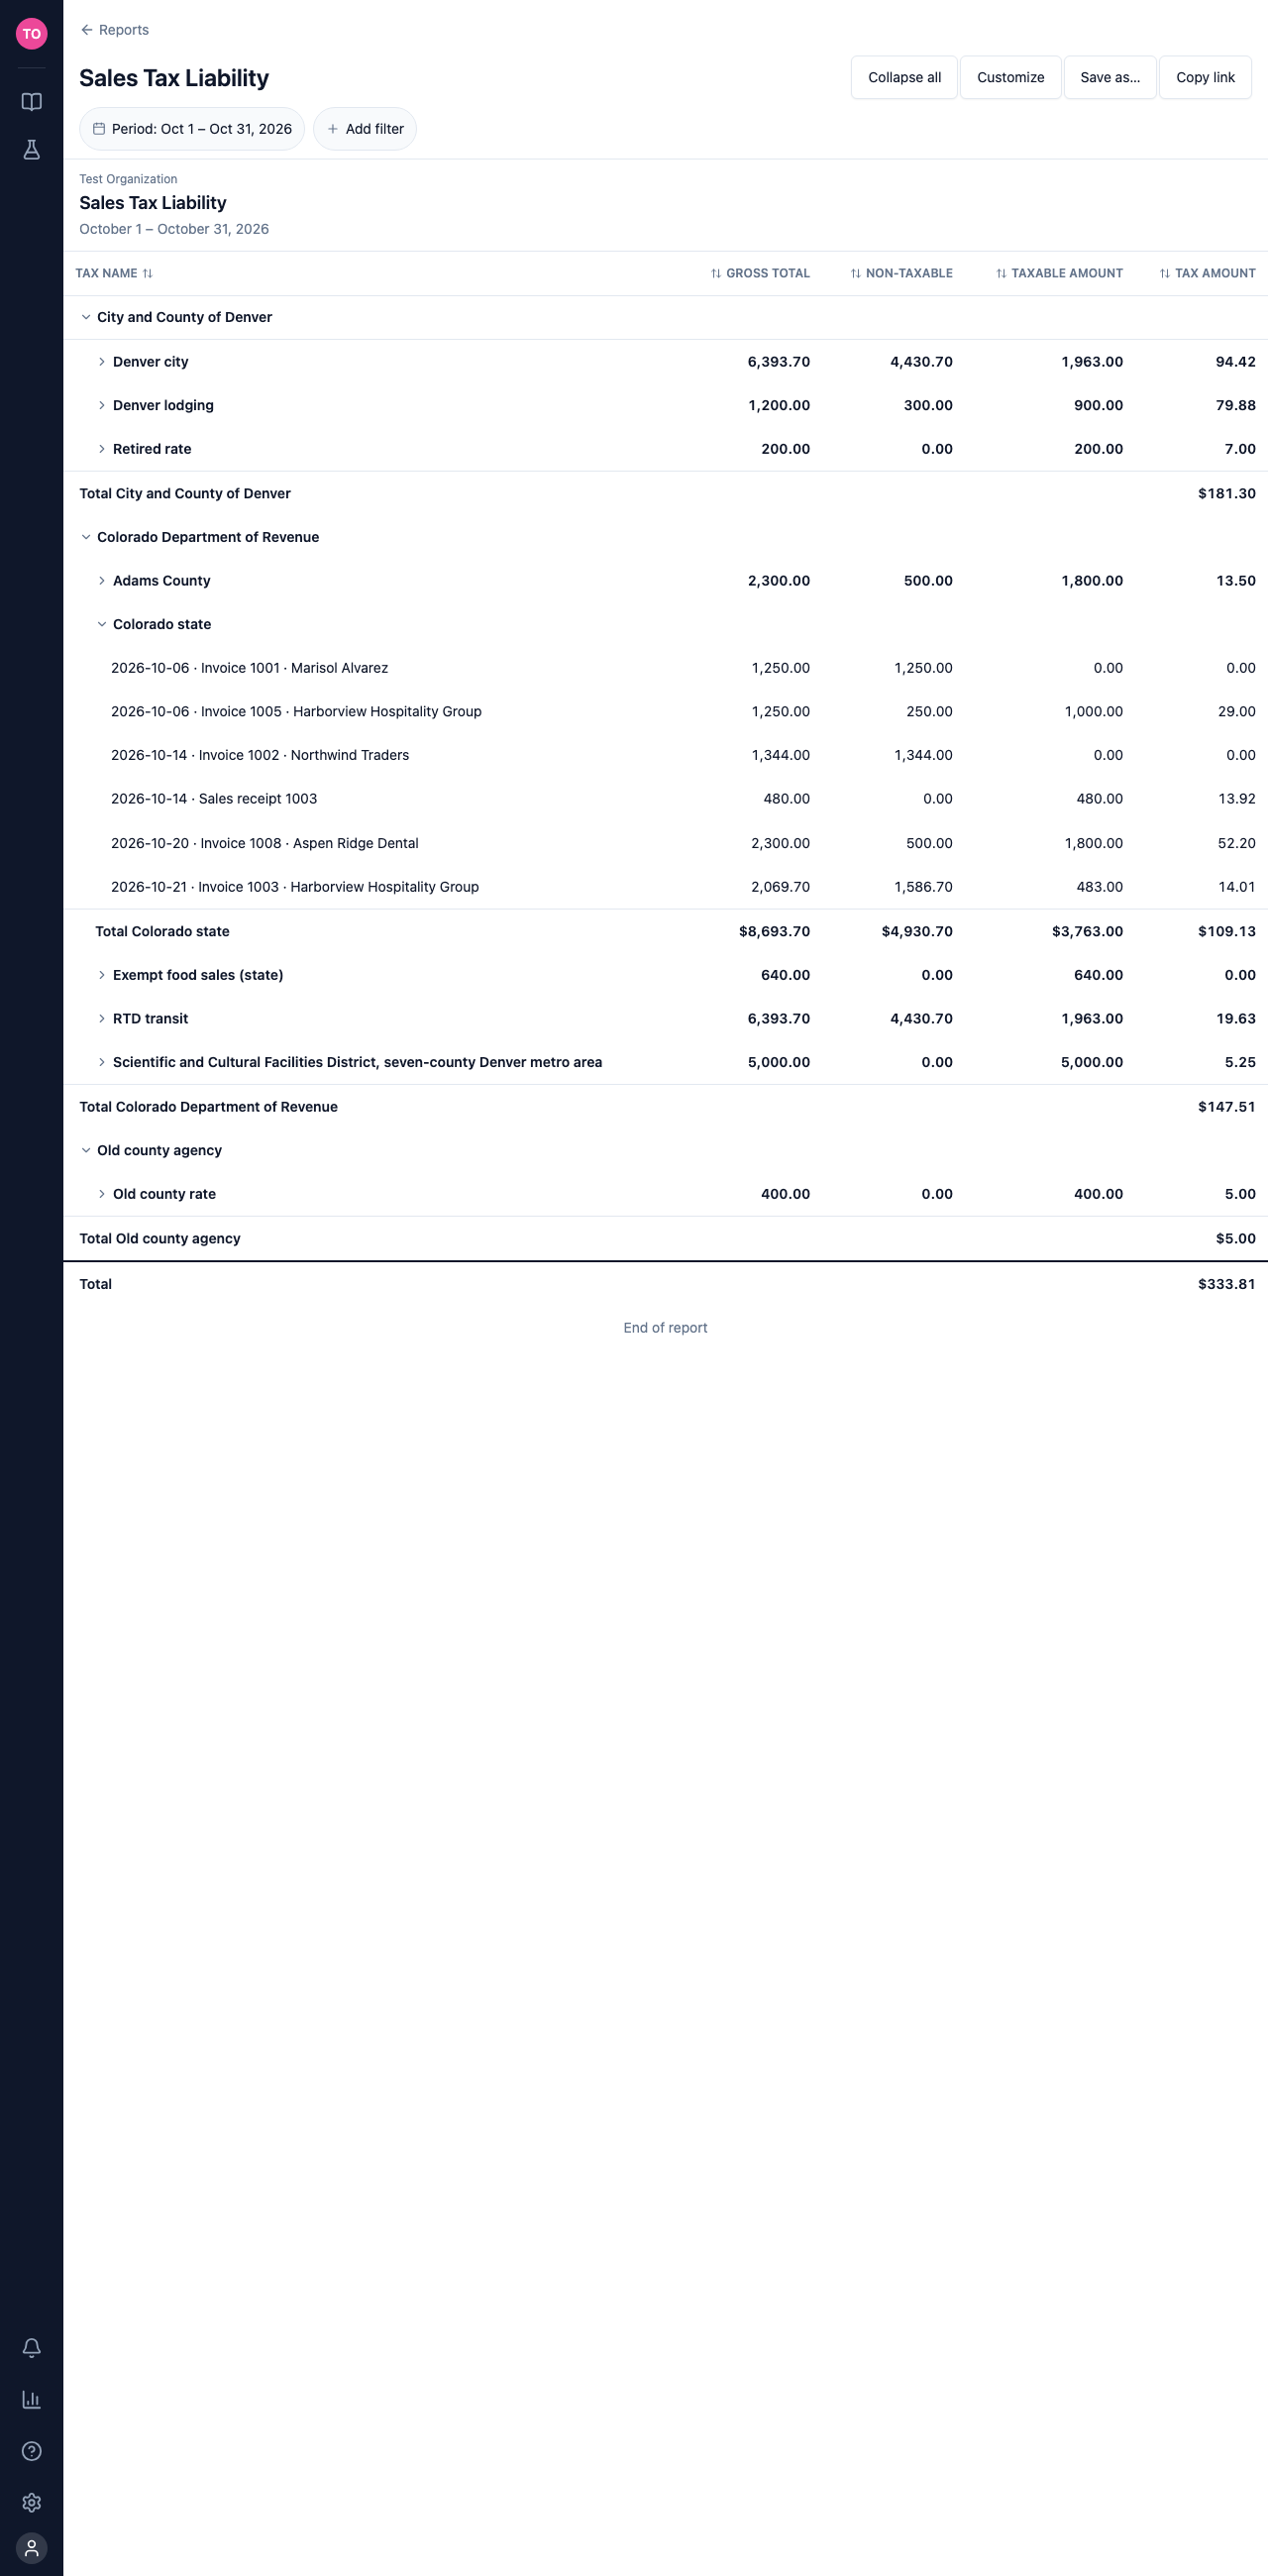 TO
Reports
Sales Tax Liability
Collapse all Customize Save as... Copy link
Period: Oct 1 – Oct 31, 2026 Add filter
Test Organization
Sales Tax Liability
October 1 – October 31, 2026
TAX NAME GROSS TOTAL NON-TAXABLE TAXABLE AMOUNT TAX AMOUNT
City and County of Denver
Denver city 6,393.70 4,430.70 1,963.00 94.42
Denver lodging 1,200.00 300.00 900.00 79.88
Retired rate 200.00 0.00 200.00 7.00
Total City and County of Denver $181.30
Colorado Department of Revenue
Adams County 2,300.00 500.00 1,800.00 13.50
Colorado state
2026-10-06 · Invoice 1001 · Marisol Alvarez 1,250.00 1,250.00 0.00 0.00
2026-10-06 · Invoice 1005 · Harborview Hospitality Group 1,250.00 250.00 1,000.00 29.00
2026-10-14 · Invoice 1002 · Northwind Traders 1,344.00 1,344.00 0.00 0.00
2026-10-14 · Sales receipt 1003 480.00 0.00 480.00 13.92
2026-10-20 · Invoice 1008 · Aspen Ridge Dental 2,300.00 500.00 1,800.00 52.20
2026-10-21 · Invoice 1003 · Harborview Hospitality Group 2,069.70 1,586.70 483.00 14.01
Total Colorado state $8,693.70 $4,930.70 $3,763.00 $109.13
Exempt food sales (state) 640.00 0.00 640.00 0.00
RTD transit 6,393.70 4,430.70 1,963.00 19.63
Scientific and Cultural Facilities District, seven-county Denver metro area 5,000.00 0.00 5,000.00 5.25
Total Colorado Department of Revenue $147.51
Old county agency
Old county rate 400.00 0.00 400.00 5.00
Total Old county agency $5.00
Total $333.81
End of report